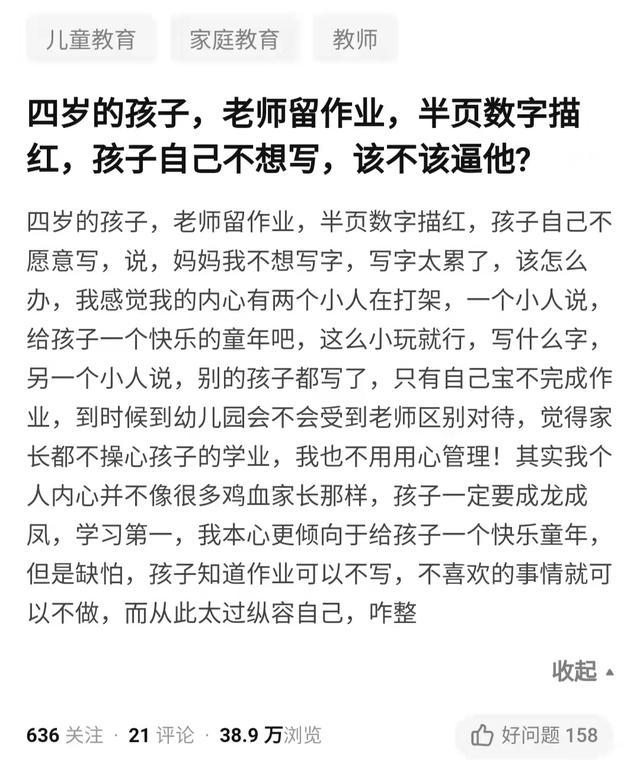 儿童教育 家庭教育 教师
四岁的孩子，老师留作业，半页数字描
红，孩子自己不想写，该不该逼他？
四岁的孩子，老师留作业，半页数字描红，孩子自己不
愿意写，说，妈妈我不想写字，写字太累了，该怎么
办，我感觉我的内心有两个小人在打架，一个小人说，
给孩子一个快乐的童年吧，这么小玩就行，写什么字，
另一个小人说，别的孩子都写了，只有自己宝不完成作
业，到时候到幼儿园会不会受到老师区别对待，觉得家
长都不操心孩子的学业，我也不用用心管理！其实我个
人内心并不像很多鸡血家长那样，孩子一定要成龙成
凤，学习第一，我本心更倾向于给孩子一个快乐童年，
但是缺怕，孩子知道作业可以不写，不喜欢的事情就可
以不做，而从此太过纵容自己，咋整
收起
636 关注 · 21 评论 · 38.9 万浏览 好问题 158